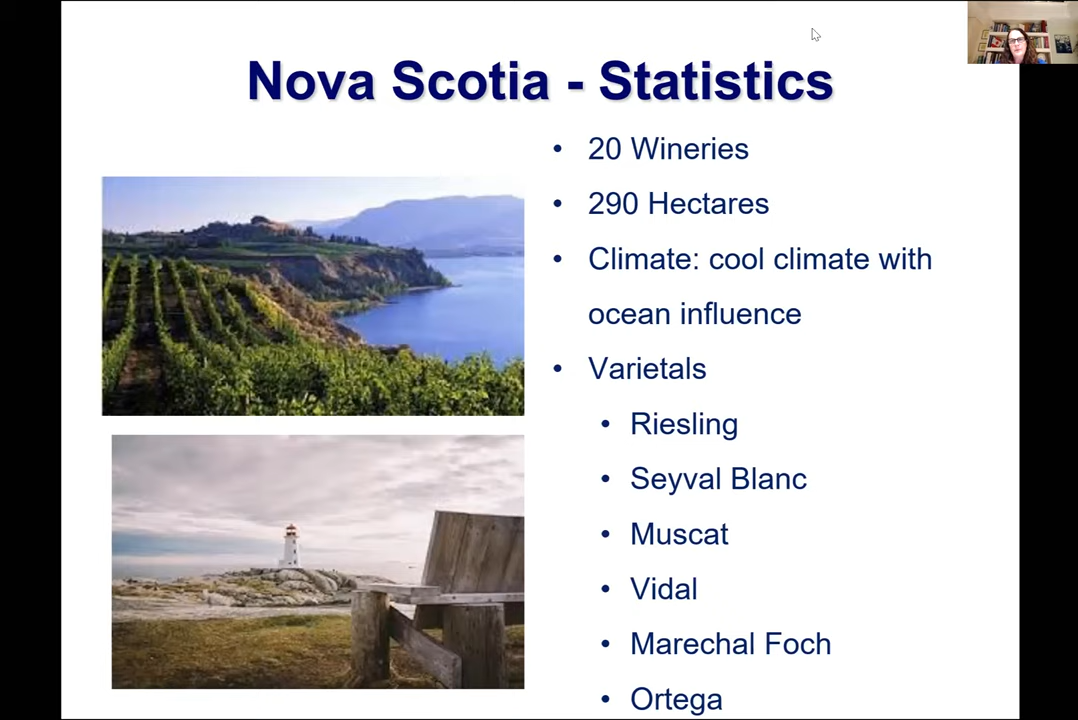 Nova Scotia - Statistics
• 20 Wineries
• 290 Hectares
• Climate: cool climate with
ocean influence
• Varietals
• Riesling
• Seyval Blanc
• Muscat
• Vidal
• Marechal Foch
• Ortega